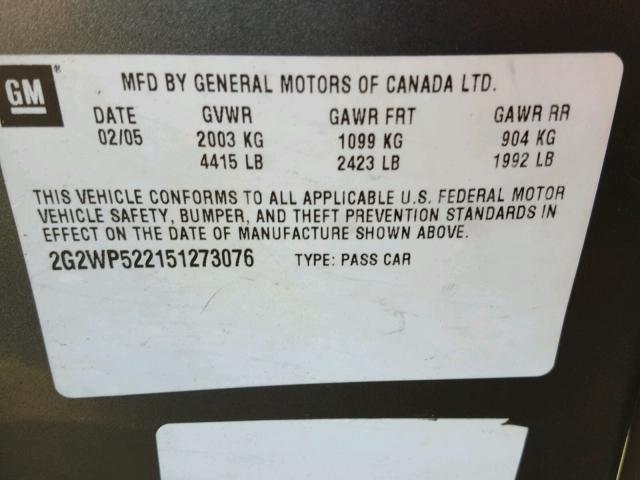 GM®
MFD BY GENERAL MOTORS OF CANADA LTD.
DATE GVWR GAWR FRT GAWR RR
02/05 2003 KG 1099 KG 904 KG
4415 LB 2423 LB 1992 LB
THIS VEHICLE CONFORMS TO ALL APPLICABLE U.S. FEDERAL MOTOR
VEHICLE SAFETY, BUMPER, AND THEFT PREVENTION STANDARDS IN
EFFECT ON THE DATE OF MANUFACTURE SHOWN ABOVE.
2G2WP522151273076 TYPE: PASS CAR